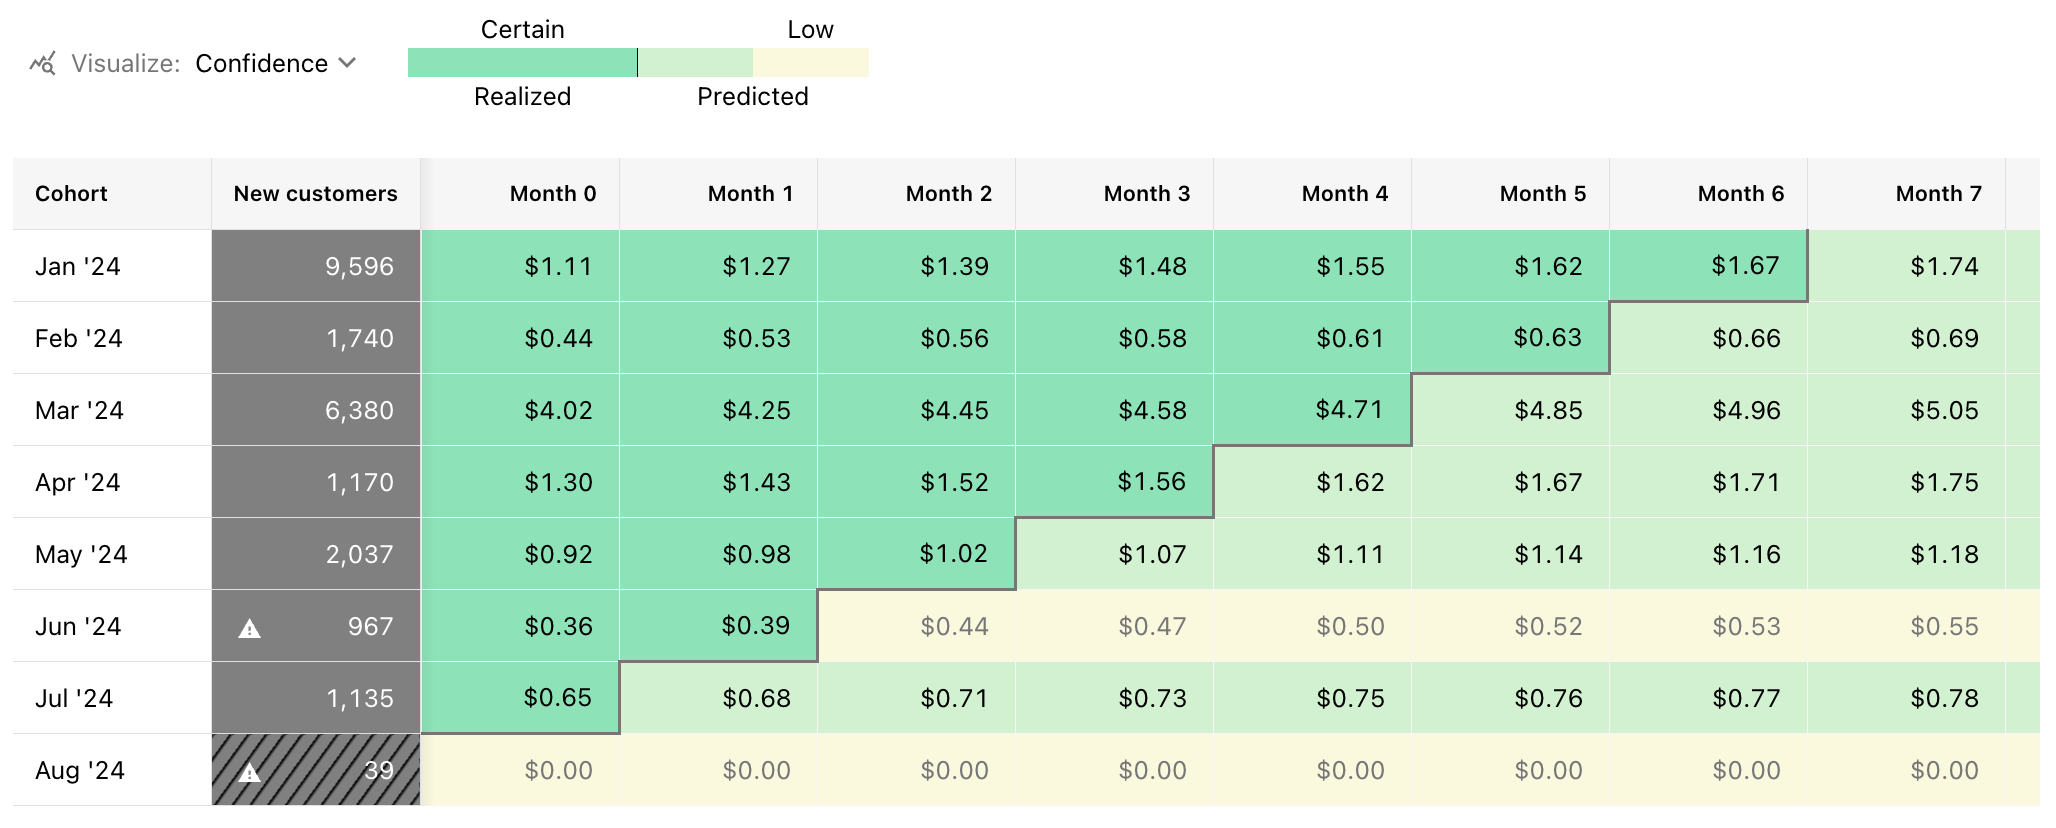 Certain Low
Visualize: Confidence
Realized Predicted
Cohort New customers Month 0 Month 1 Month 2 Month 3 Month 4 Month 5 Month 6 Month 7
Jan '24 9,596 $1.11 $1.27 $1.39 $1.48 $1.55 $1.62 $1.67 $1.74
Feb '24 1,740 $0.44 $0.53 $0.56 $0.58 $0.61 $0.63 $0.66 $0.69
Mar '24 6,380 $4.02 $4.25 $4.45 $4.58 $4.71 $4.85 $4.96 $5.05
Apr '24 1,170 $1.30 $1.43 $1.52 $1.56 $1.62 $1.67 $1.71 $1.75
May '24 2,037 $0.92 $0.98 $1.02 $1.07 $1.11 $1.14 $1.16 $1.18
Jun '24 967 $0.36 $0.39 $0.44 $0.47 $0.50 $0.52 $0.53 $0.55
Jul '24 1,135 $0.65 $0.68 $0.71 $0.73 $0.75 $0.76 $0.77 $0.78
Aug '24 39 $0.00 $0.00 $0.00 $0.00 $0.00 $0.00 $0.00 $0.00